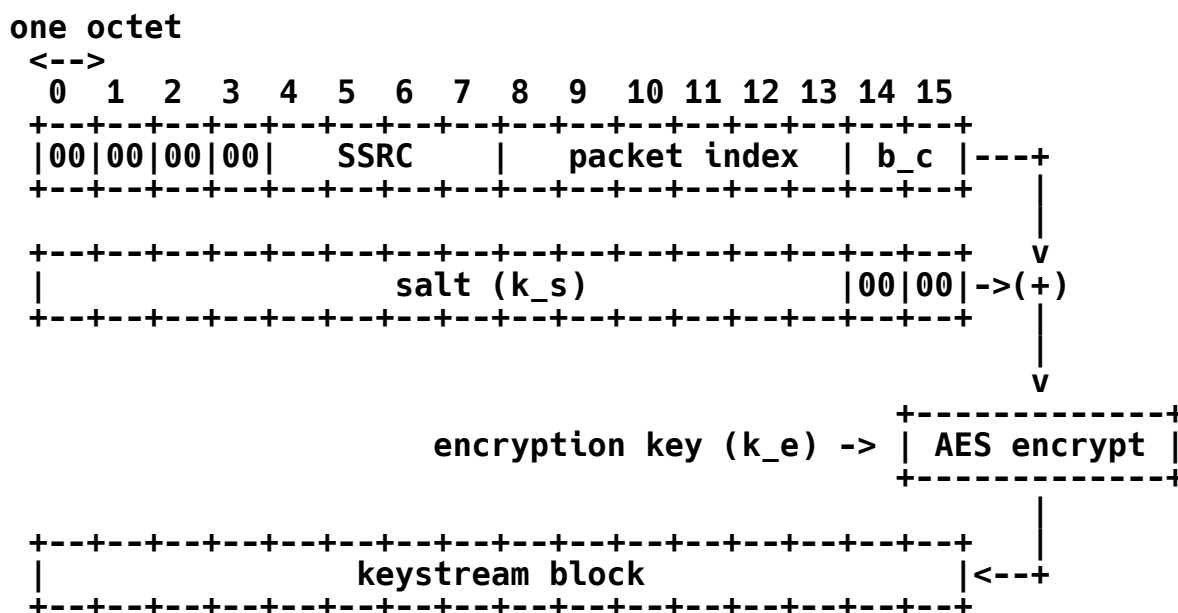 one octet
 <-->
  0  1  2  3  4  5  6  7  8  9  10 11 12 13 14 15
 +--+--+--+--+--+--+--+--+--+--+--+--+--+--+--+--+
 |00|00|00|00|   SSRC    |   packet index  | b_c |---+
 +--+--+--+--+--+--+--+--+--+--+--+--+--+--+--+--+   |
                                                     |
 +--+--+--+--+--+--+--+--+--+--+--+--+--+--+--+--+   v
 |                  salt (k_s)             |00|00|->(+)
 +--+--+--+--+--+--+--+--+--+--+--+--+--+--+--+--+   |
                                                     |
                                                     v
                                              +-------------+
                     encryption key (k_e) -> | AES encrypt |
                                              +-------------+
                                                     |
 +--+--+--+--+--+--+--+--+--+--+--+--+--+--+--+--+   |
 |                keystream block                |<--+
 +--+--+--+--+--+--+--+--+--+--+--+--+--+--+--+--+